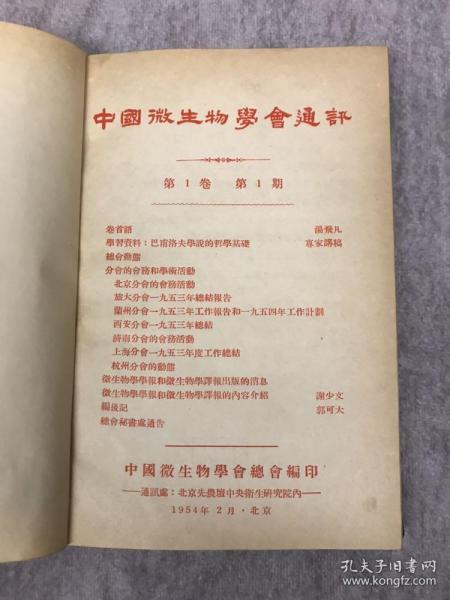 中國微生物學會通訊
第1卷 第1期
卷首語 湯飛凡
學習資料：巴甫洛夫學說的哲學基礎 專家講稿
總會動態
分會的會務和學術活動
北京分會的會務活動
旅大分會一九五三年總結報告
蘭州分會一九五三年工作報告和一九五四年工作計劃
西安分會一九五三年總結
濟南分會的會務活動
上海分會一九五三年度工作總結
杭州分會的動態
微生物學學報和微生物學譯報出版的消息
微生物學學報和微生物學譯報的內容介紹 謝少文
編後記 郭可大
總會秘書處通告
中國微生物學會總會編印
——通訊處：北京先農壇中央衛生研究院內——
1954年2月·北京
孔夫子旧书网
www.kongfz.com